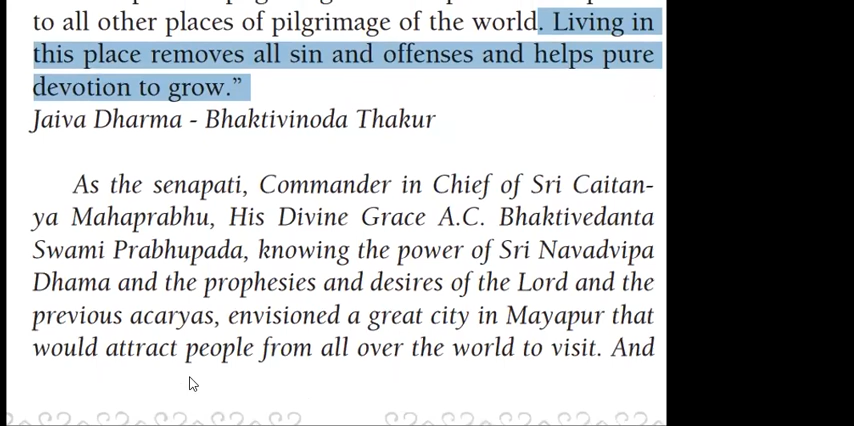 to all other places of pilgrimage of the world. Living in
this place removes all sin and offenses and helps pure
devotion to grow.”
Jaiva Dharma - Bhaktivinoda Thakur
As the senapati, Commander in Chief of Sri Caitan-
ya Mahaprabhu, His Divine Grace A.C. Bhaktivedanta
Swami Prabhupada, knowing the power of Sri Navadvipa
Dhama and the prophesies and desires of the Lord and the
previous acaryas, envisioned a great city in Mayapur that
would attract people from all over the world to visit. And